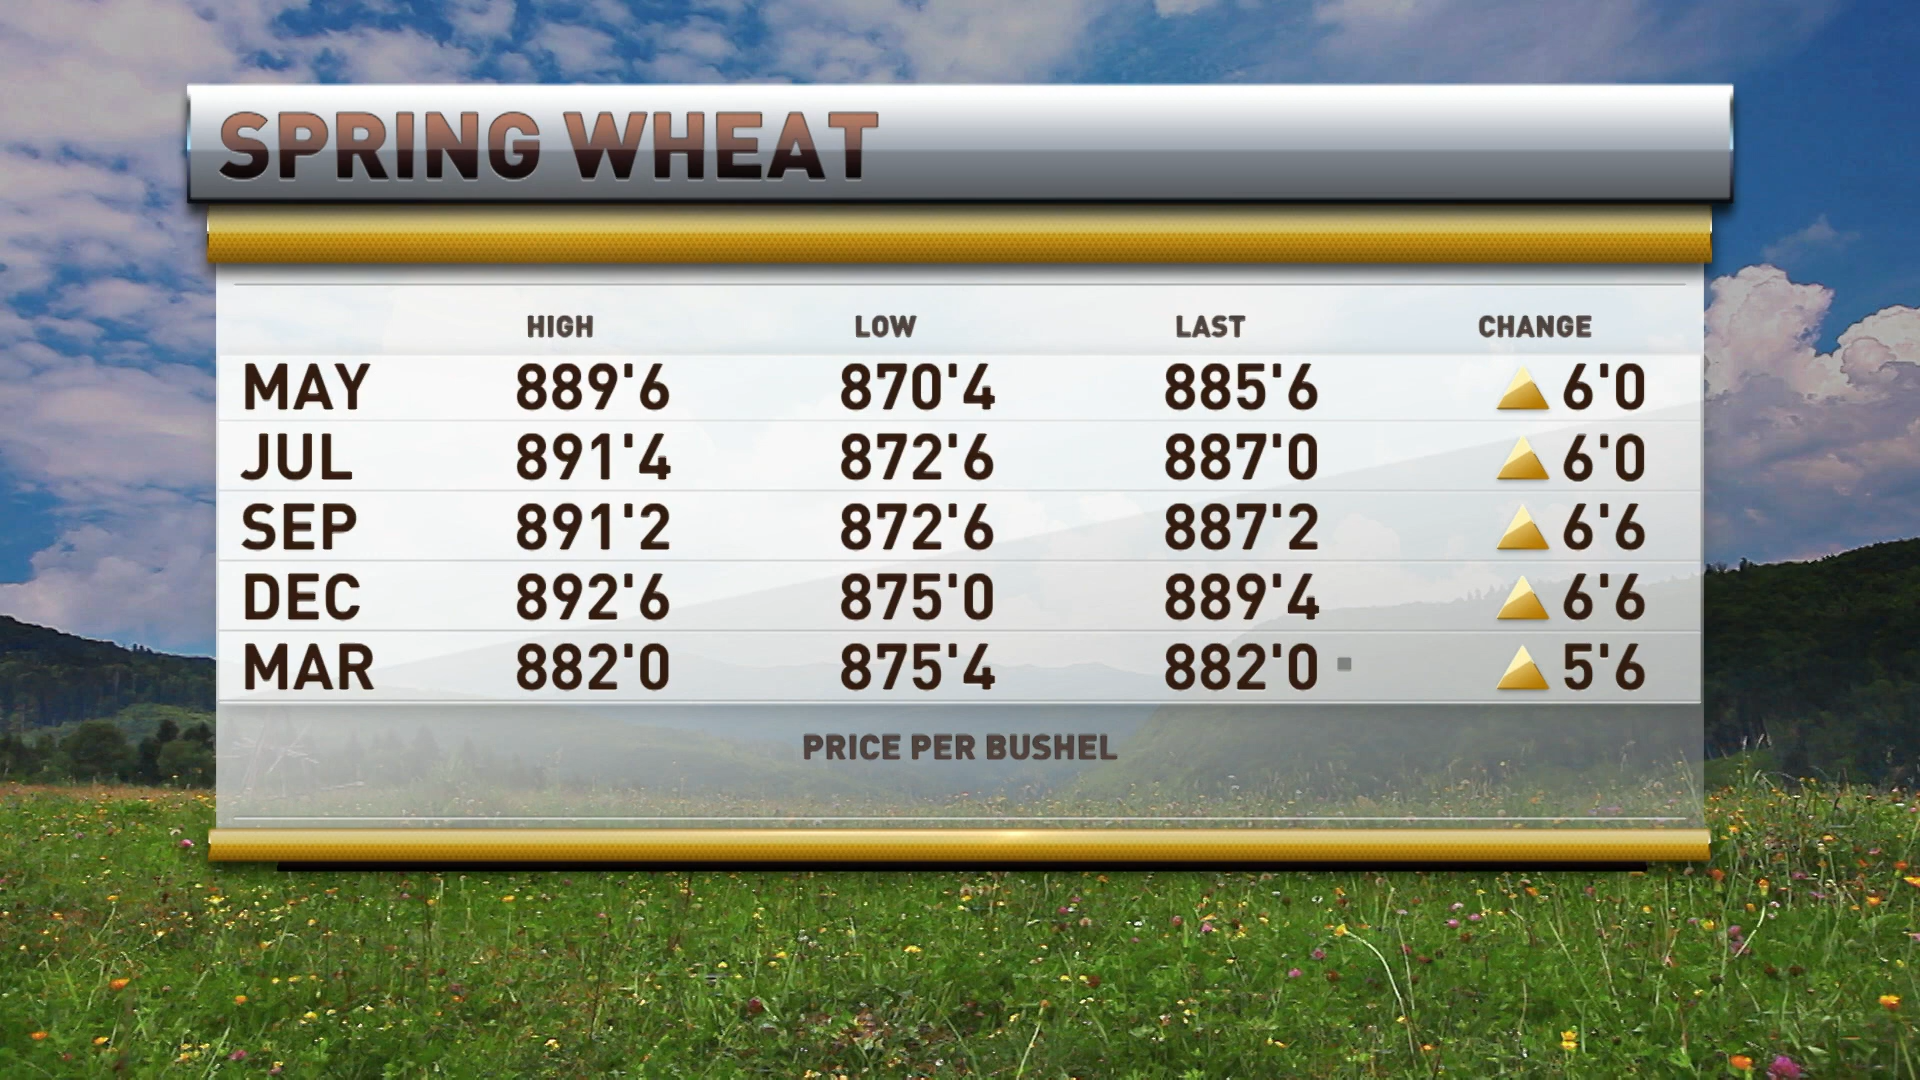 SPRING WHEAT
HIGH LOW LAST CHANGE
MAY 889'6 870'4 885'6 6'0
JUL 891'4 872'6 887'0 6'0
SEP 891'2 872'6 887'2 6'6
DEC 892'6 875'0 889'4 6'6
MAR 882'0 875'4 882'0 5'6
PRICE PER BUSHEL